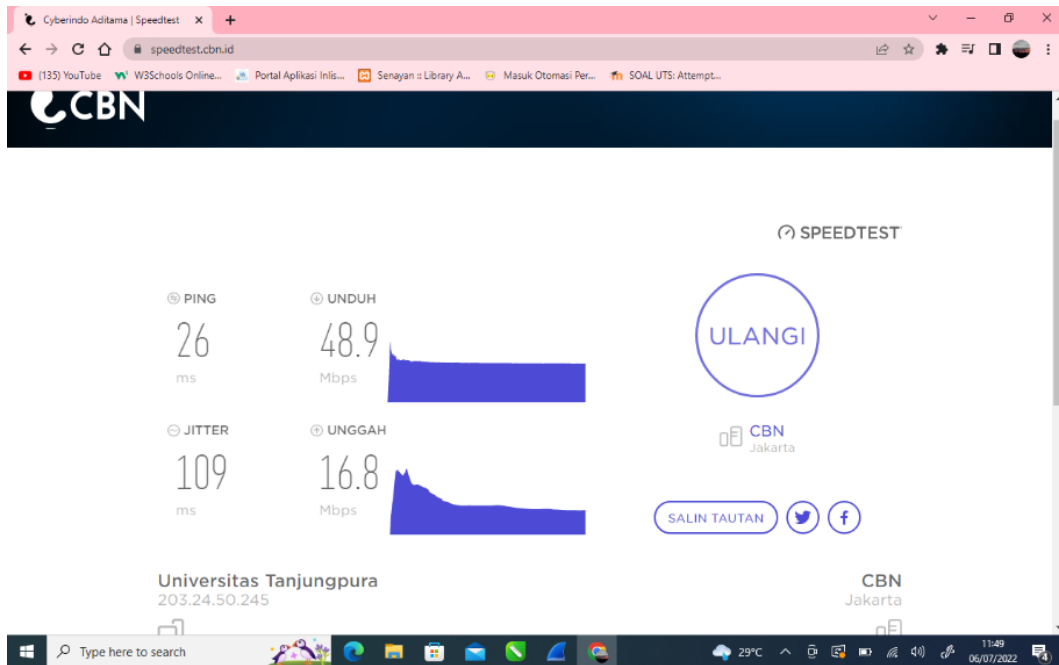 Cyberindo Aditama | Speedtest
speedtest.cbn.id
(135) YouTube W3Schools Online... Portal Aplikasi Inlis... Senayan :: Library A... Masuk Otomasi Per... SOAL UTS: Attempt...
CBN
SPEEDTEST
PING UNDUH
26 48.9
ms Mbps
ULANGI
JITTER UNGGAH
109 16.8
ms Mbps
CBN
Jakarta
SALIN TAUTAN
Universitas Tanjungpura
203.24.50.245
CBN
Jakarta
Type here to search
29°C
11:49
06/07/2022
4